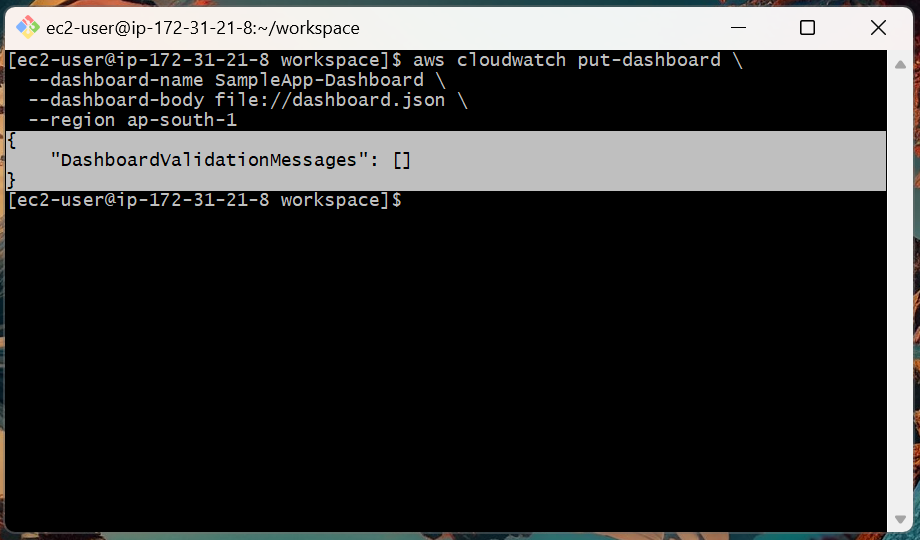 ec2-user@ip-172-31-21-8:~/workspace
[ec2-user@ip-172-31-21-8 workspace]$ aws cloudwatch put-dashboard \
  --dashboard-name SampleApp-Dashboard \
  --dashboard-body file://dashboard.json \
  --region ap-south-1
{
    "DashboardValidationMessages": []
}
[ec2-user@ip-172-31-21-8 workspace]$